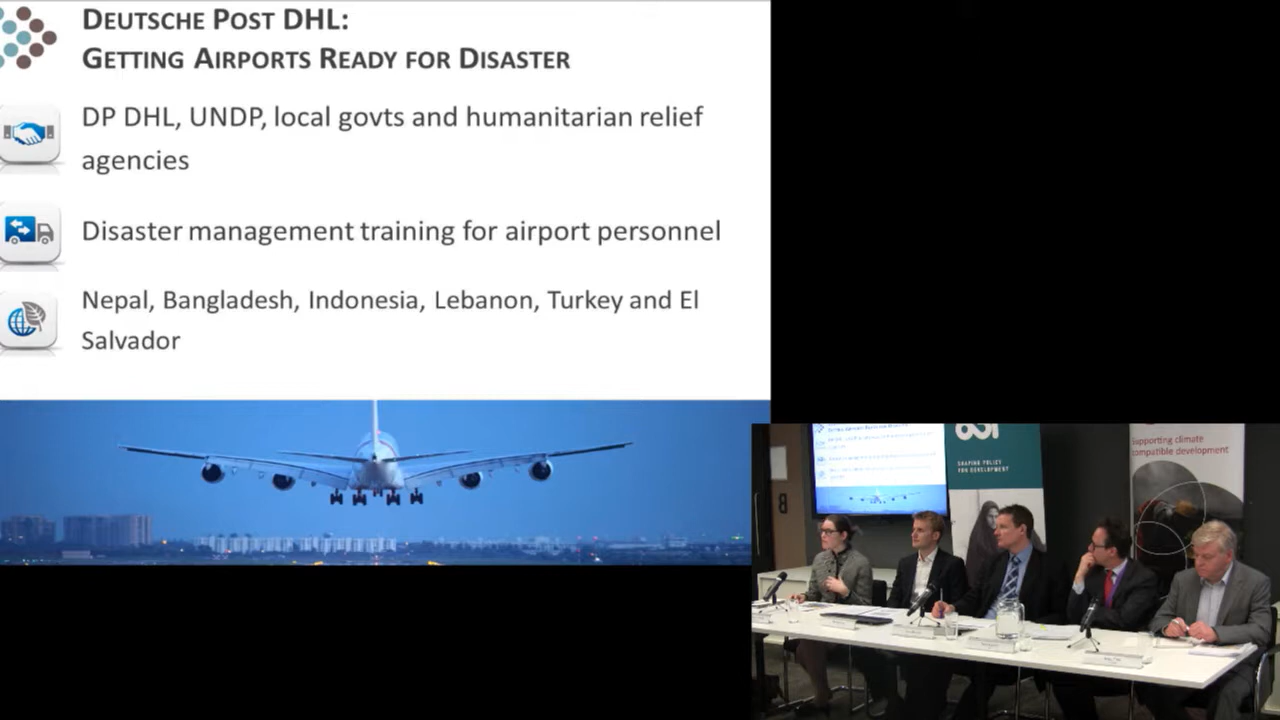 DEUTSCHE POST DHL:
GETTING AIRPORTS READY FOR DISASTER
DP DHL, UNDP, local govts and humanitarian relief
agencies
Disaster management training for airport personnel
Nepal, Bangladesh, Indonesia, Lebanon, Turkey and El
Salvador
SHAPING POLICY
FOR DEVELOPMENT
supporting climate
compatible development
8